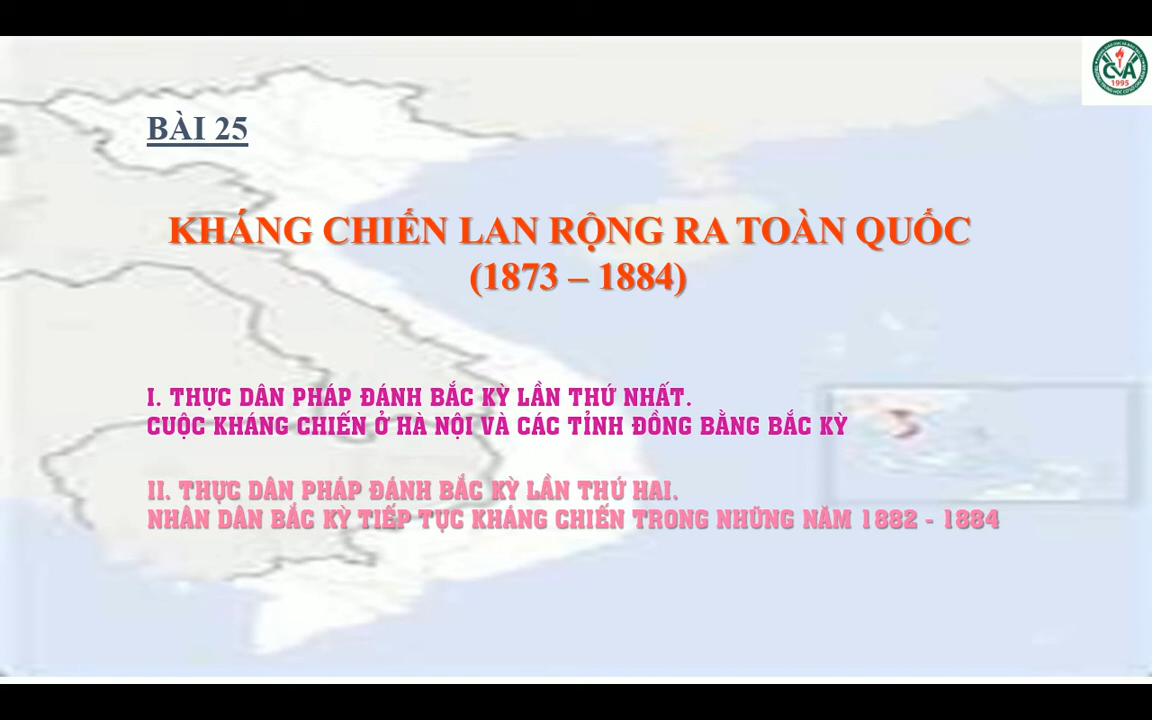 CVA
1995
BÀI 25
KHÁNG CHIẾN LAN RỘNG RA TOÀN QUỐC
(1873 – 1884)
I. THỰC DÂN PHÁP ĐÁNH BẮC KỲ LẦN THỨ NHẤT.
CUỘC KHÁNG CHIẾN Ở HÀ NỘI VÀ CÁC TỈNH ĐỒNG BẰNG BẮC KỲ
II. THỰC DÂN PHÁP ĐÁNH BẮC KỲ LẦN THỨ HAI.
NHÂN DÂN BẮC KỲ TIẾP TỤC KHÁNG CHIẾN TRONG NHỮNG NĂM 1882 - 1884